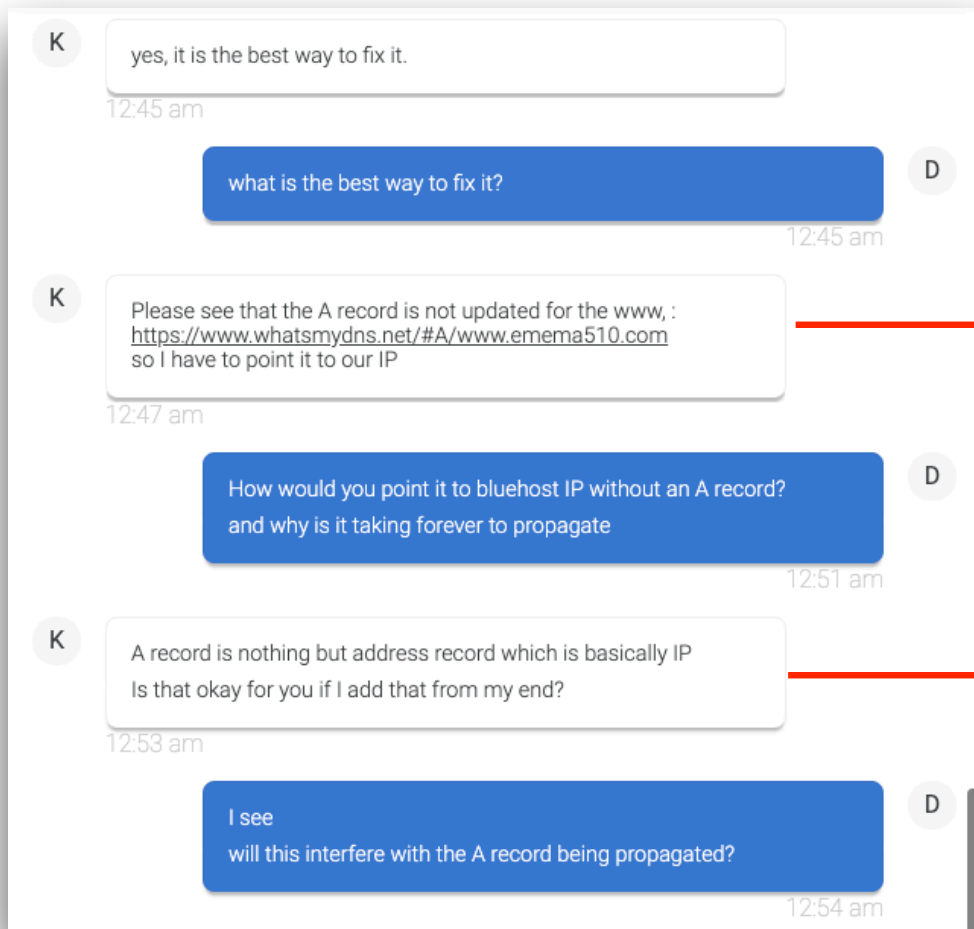 K
yes, it is the best way to fix it.
12:45 am
what is the best way to fix it?
D
12:45 am
K
Please see that the A record is not updated for the www, :
https://www.whatsmydns.net/#A/www.emema510.com
so I have to point it to our IP
12:47 am
How would you point it to bluehost IP without an A record?
and why is it taking forever to propagate
D
12:51 am
K
A record is nothing but address record which is basically IP
Is that okay for you if I add that from my end?
12:53 am
I see
will this interfere with the A record being propagated?
D
12:54 am